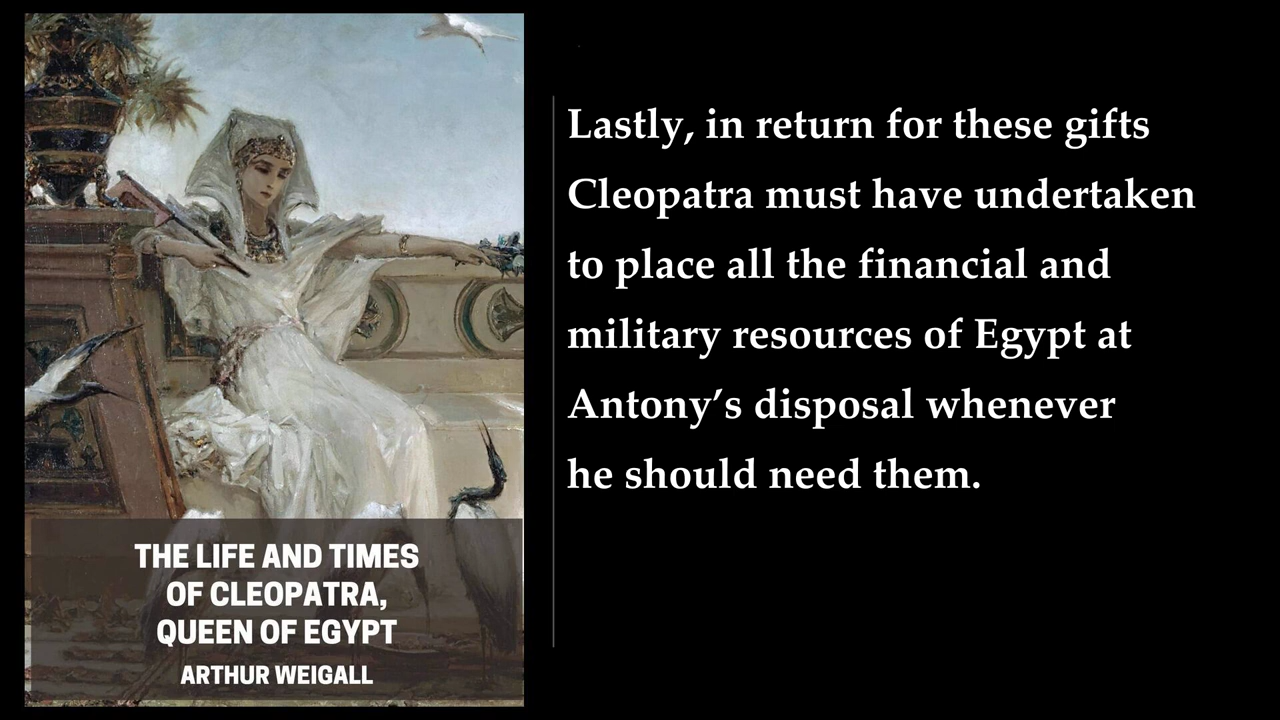 Lastly, in return for these gifts
Cleopatra must have undertaken
to place all the financial and
military resources of Egypt at
Antony’s disposal whenever
he should need them.
THE LIFE AND TIMES
OF CLEOPATRA,
QUEEN OF EGYPT
ARTHUR WEIGALL